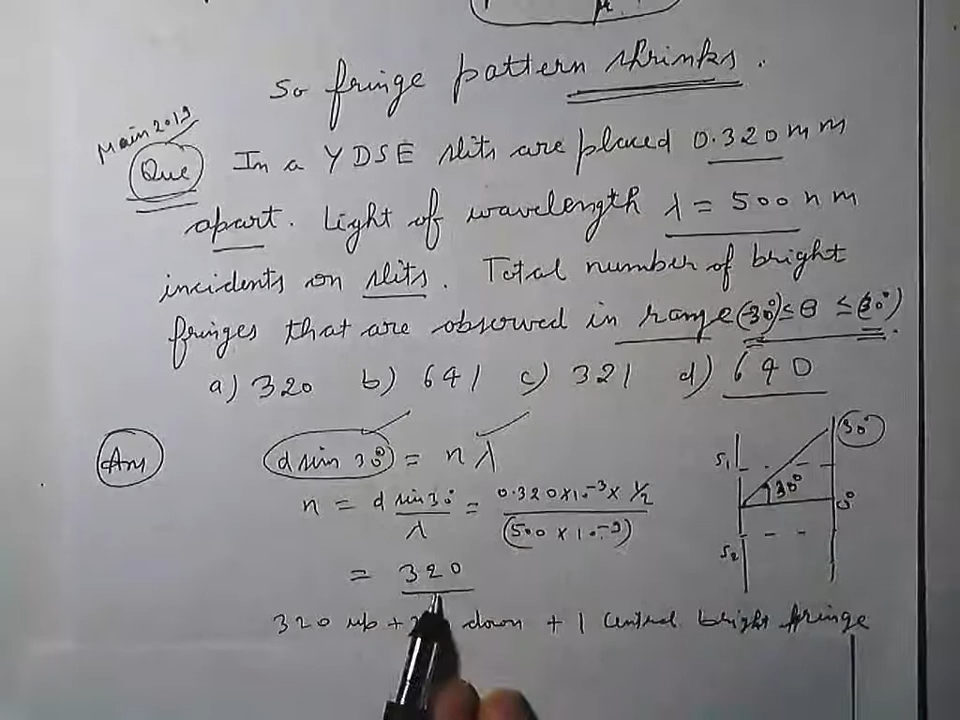 μ
So fringe pattern shrinks.
Main 2019
Que In a YDSE slits are placed 0.320 mm
apart. Light of wavelength λ = 500 nm
incidents on slits. Total number of bright
fringes that are observed in range (-30°) ≤ θ ≤ (30°).
a) 320 b) 641 c) 321 d) 640
Ans d sin 30° = nλ
30°
S₁
n = d sin 30° / λ = 0.320 × 10⁻³ × 1/2 / (500 × 10⁻⁹)
30°
0°
S₂
= 320
320 up + down + 1 central bright fringe